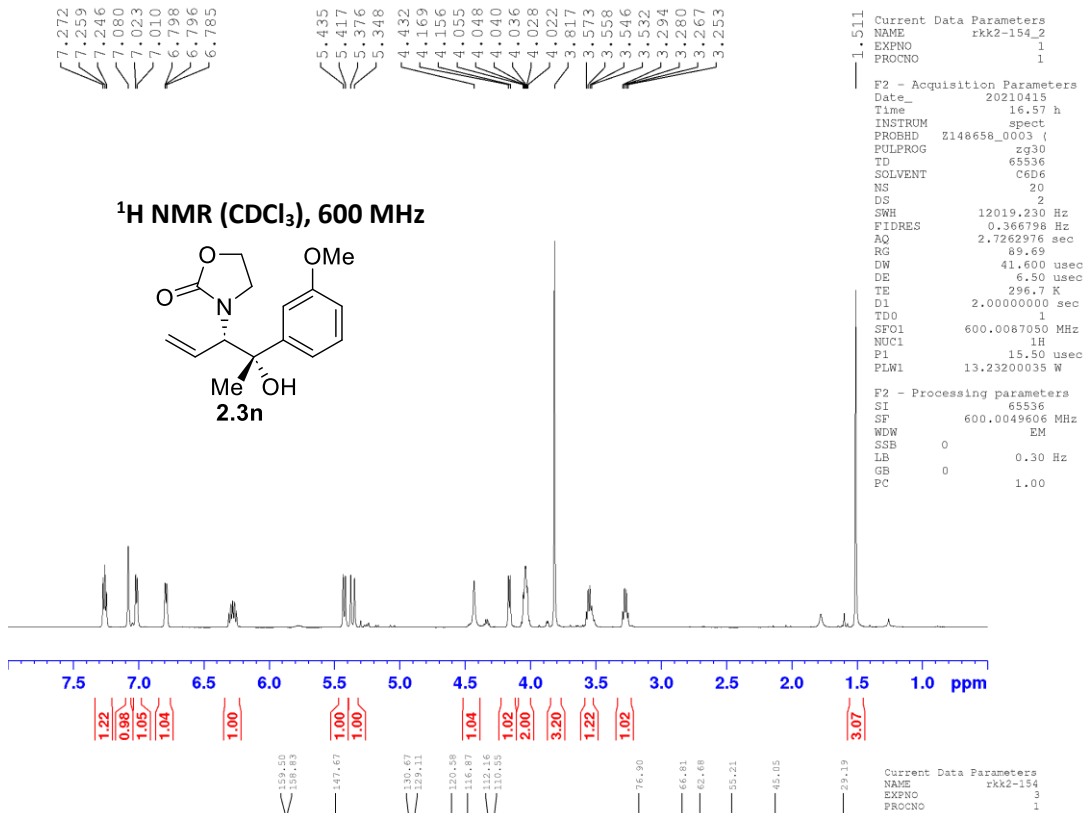 7.272
7.259
7.246
7.080
7.023
7.010
6.798
6.796
6.785
5.435
5.417
5.376
5.348
4.432
4.169
4.156
4.055
4.048
4.040
4.036
4.028
4.022
3.817
3.573
3.558
3.546
3.532
3.294
3.280
3.267
3.253
1.511
Current Data Parameters
NAME rkk2-154_2
EXPNO 1
PROCNO 1
F2 - Acquisition Parameters
Date_ 20210415
Time 16.57 h
INSTRUM spect
PROBHD Z148658_0003 (
PULPROG zg30
TD 65536
SOLVENT C6D6
NS 20
DS 2
SWH 12019.230 Hz
FIDRES 0.366798 Hz
AQ 2.7262976 sec
RG 89.69
DW 41.600 usec
DE 6.50 usec
TE 296.7 K
D1 2.00000000 sec
TD0 1
SFO1 600.0087050 MHz
NUC1 1H
P1 15.50 usec
PLW1 13.23200035 W
F2 - Processing parameters
SI 65536
SF 600.0049606 MHz
WDW EM
SSB 0
LB 0.30 Hz
GB 0
PC 1.00
¹H NMR (CDCl₃), 600 MHz
O
OMe
O
N
Me
OH
2.3n
7.5 7.0 6.5 6.0 5.5 5.0 4.5 4.0 3.5 3.0 2.5 2.0 1.5 1.0 ppm
1.22
0.98
1.05
1.04
1.00
1.00
1.00
1.04
1.02
2.00
3.20
1.22
1.02
3.07
159.50
158.83
147.67
130.67
129.11
120.58
116.87
112.16
110.55
76.90
66.81
62.68
55.21
45.05
29.19
Current Data Parameters
NAME rkk2-154
EXPNO 3
PROCNO 1